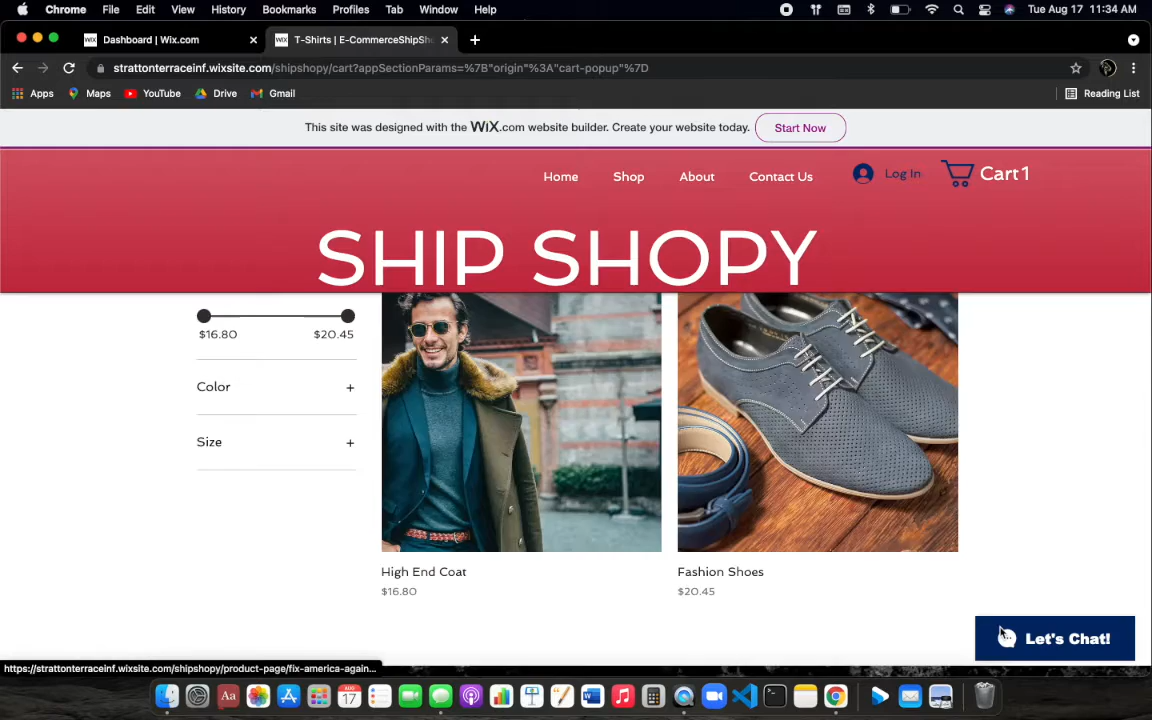 Chrome File Edit View History Bookmarks Profiles Tab Window Help Tue Aug 17 11:34 AM
Dashboard | Wix.com T-Shirts | E-CommerceShipSh
strattonterraceinf.wixsite.com/shipshopy/cart?appSectionParams=%7B"origin"%3A"cart-popup"%7D
Apps Maps YouTube Drive Gmail Reading List
This site was designed with the WiX.com website builder. Create your website today. Start Now
Home Shop About Contact Us Log In Cart1
SHIP SHOPY
$16.80 $20.45
Color +
Size +
High End Coat Fashion Shoes
$16.80 $20.45
Let's Chat!
https://strattonterraceinf.wixsite.com/shipshopy/product-page/fix-america-again...